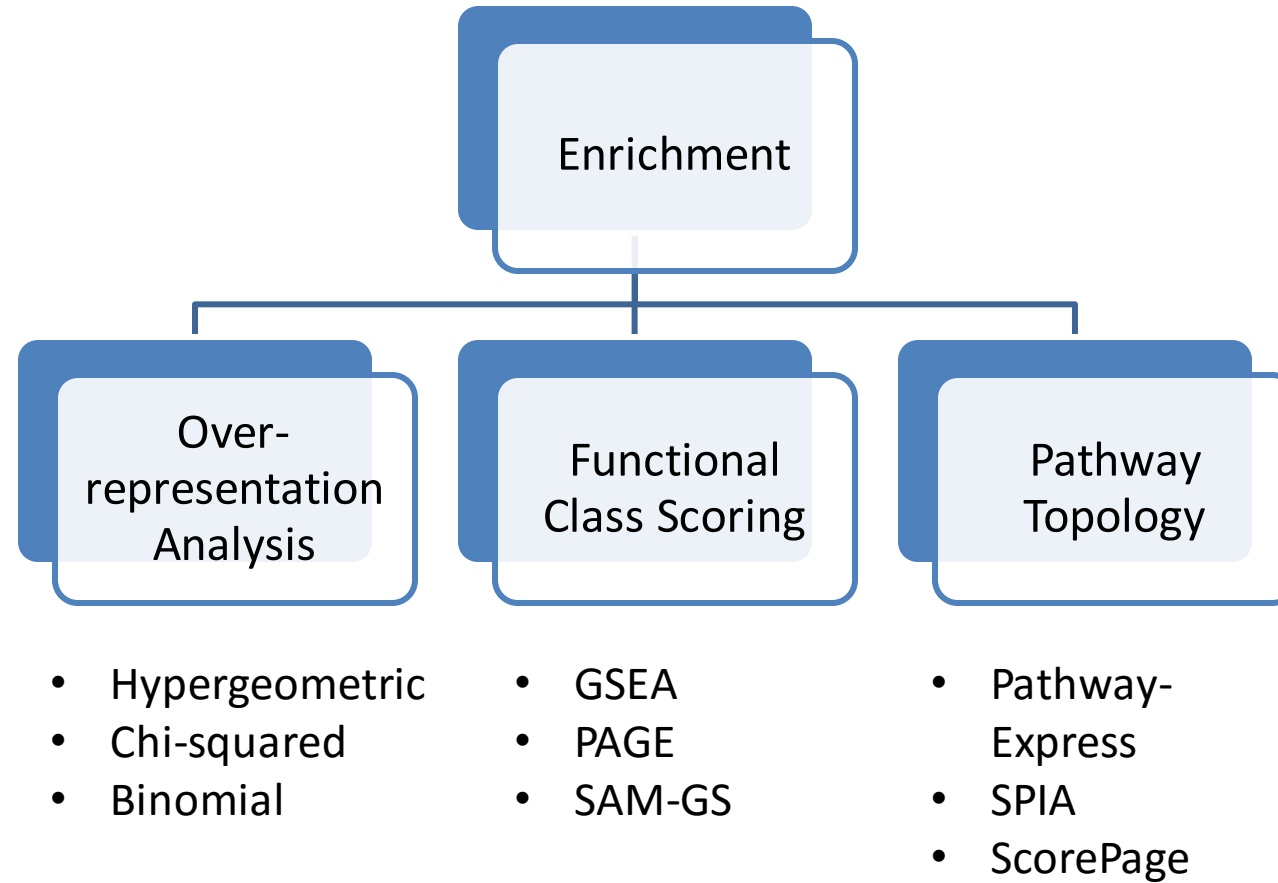 Enrichment
Over-
representation
Analysis
Functional
Class Scoring
Pathway
Topology
• Hypergeometric
• Chi-squared
• Binomial
• GSEA
• PAGE
• SAM-GS
• Pathway-
Express
• SPIA
• ScorePage